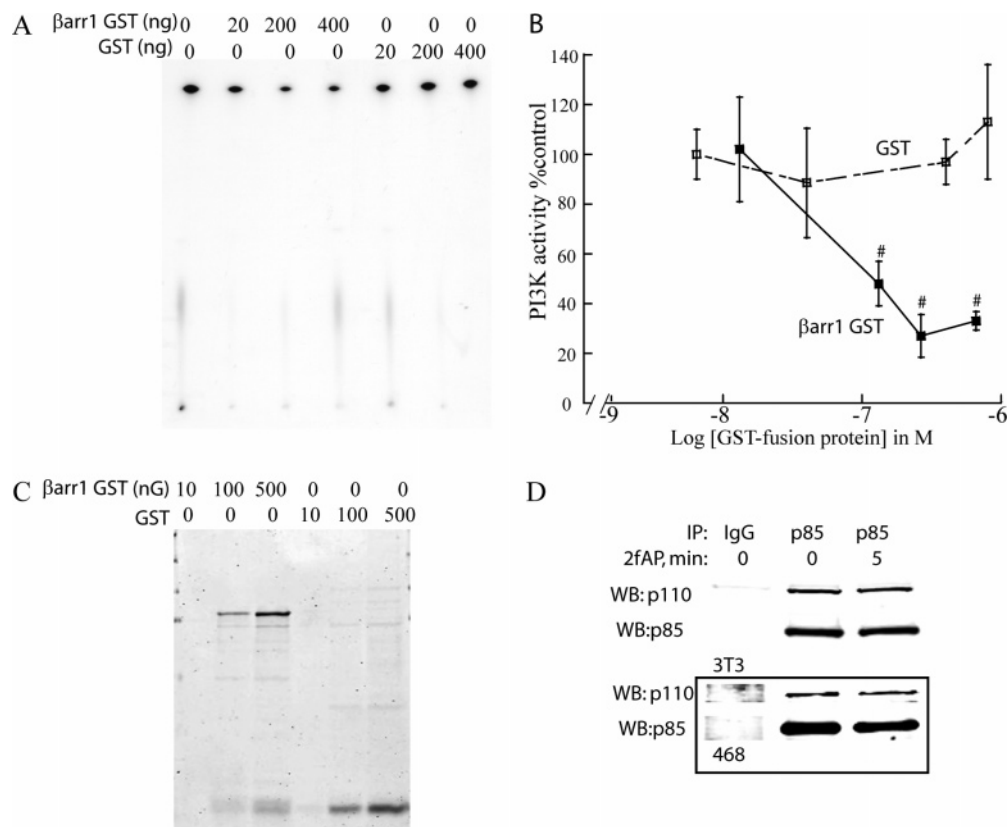 A
βarr1 GST (ng) 0 20 200 400 0 0 0
GST (ng) 0 0 0 0 20 200 400
B
PI3K activity %control
140
120
100
80
60
40
20
0
GST
βarr1 GST
#
#
#
-9 -8 -7 -6
Log [GST-fusion protein] in M
C
βarr1 GST (nG) 10 100 500 0 0 0
GST 0 0 0 10 100 500
D
IP: IgG p85 p85
2fAP, min: 0 0 5
WB: p110
WB:p85
3T3
WB: p110
WB:p85
468